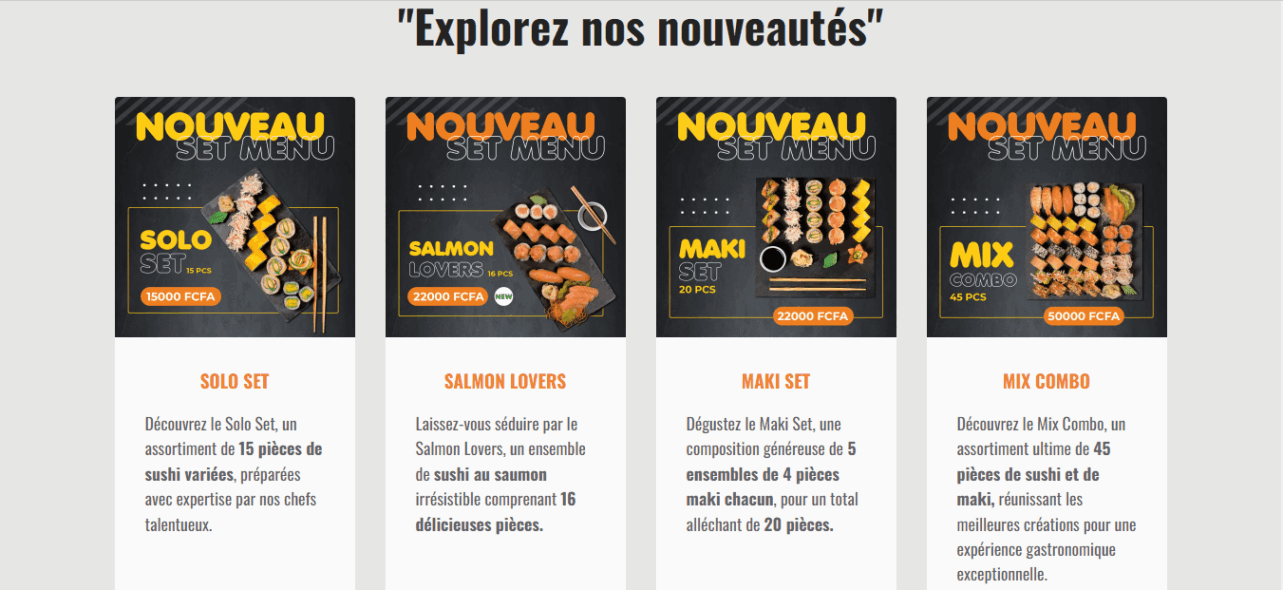 "Explorez nos nouveautés"
NOUVEAU
SET MENU
SOLO
SET 15 PCS
15000 FCFA
NOUVEAU
SET MENU
SALMON
LOVERS 16 PCS
22000 FCFA NEW
NOUVEAU
SET MENU
MAKI
SET
20 PCS
22000 FCFA
NOUVEAU
SET MENU
MIX
COMBO
45 PCS
50000 FCFA
SOLO SET
Découvrez le Solo Set, un
assortiment de 15 pièces de
sushi variées, préparées
avec expertise par nos chefs
talentueux.
SALMON LOVERS
Laissez-vous séduire par le
Salmon Lovers, un ensemble
de sushi au saumon
irrésistible comprenant 16
délicieuses pièces.
MAKI SET
Dégustez le Maki Set, une
composition généreuse de 5
ensembles de 4 pièces
maki chacun, pour un total
alléchant de 20 pièces.
MIX COMBO
Découvrez le Mix Combo, un
assortiment ultime de 45
pièces de sushi et de
maki, réunissant les
meilleures créations pour une
expérience gastronomique
exceptionnelle.